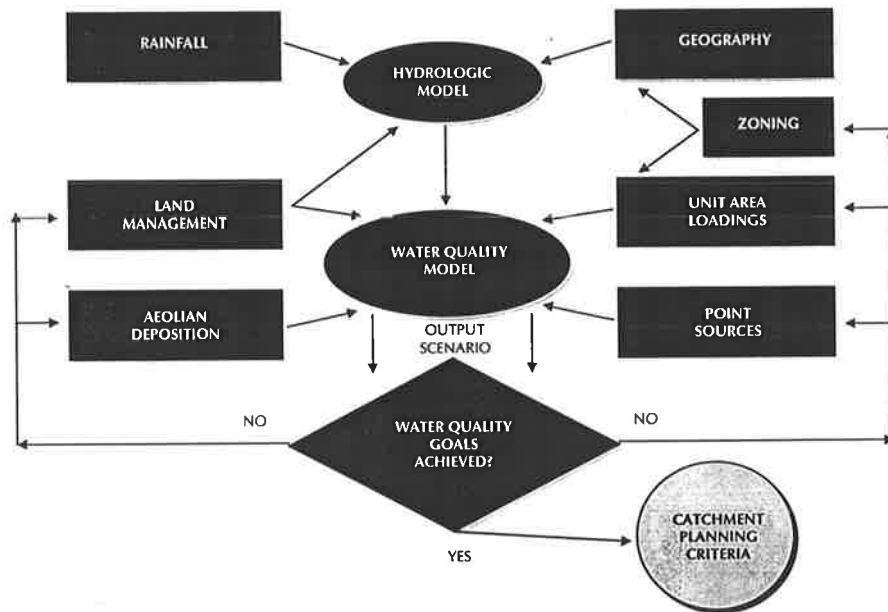 RAINFALL
HYDROLOGIC
MODEL
GEOGRAPHY
ZONING
LAND
MANAGEMENT
UNIT AREA
LOADINGS
WATER QUALITY
MODEL
AEOLIAN
DEPOSITION
POINT
SOURCES
OUTPUT
SCENARIO
NO
WATER QUALITY
GOALS
ACHIEVED?
NO
YES
CATCHMENT
PLANNING
CRITERIA